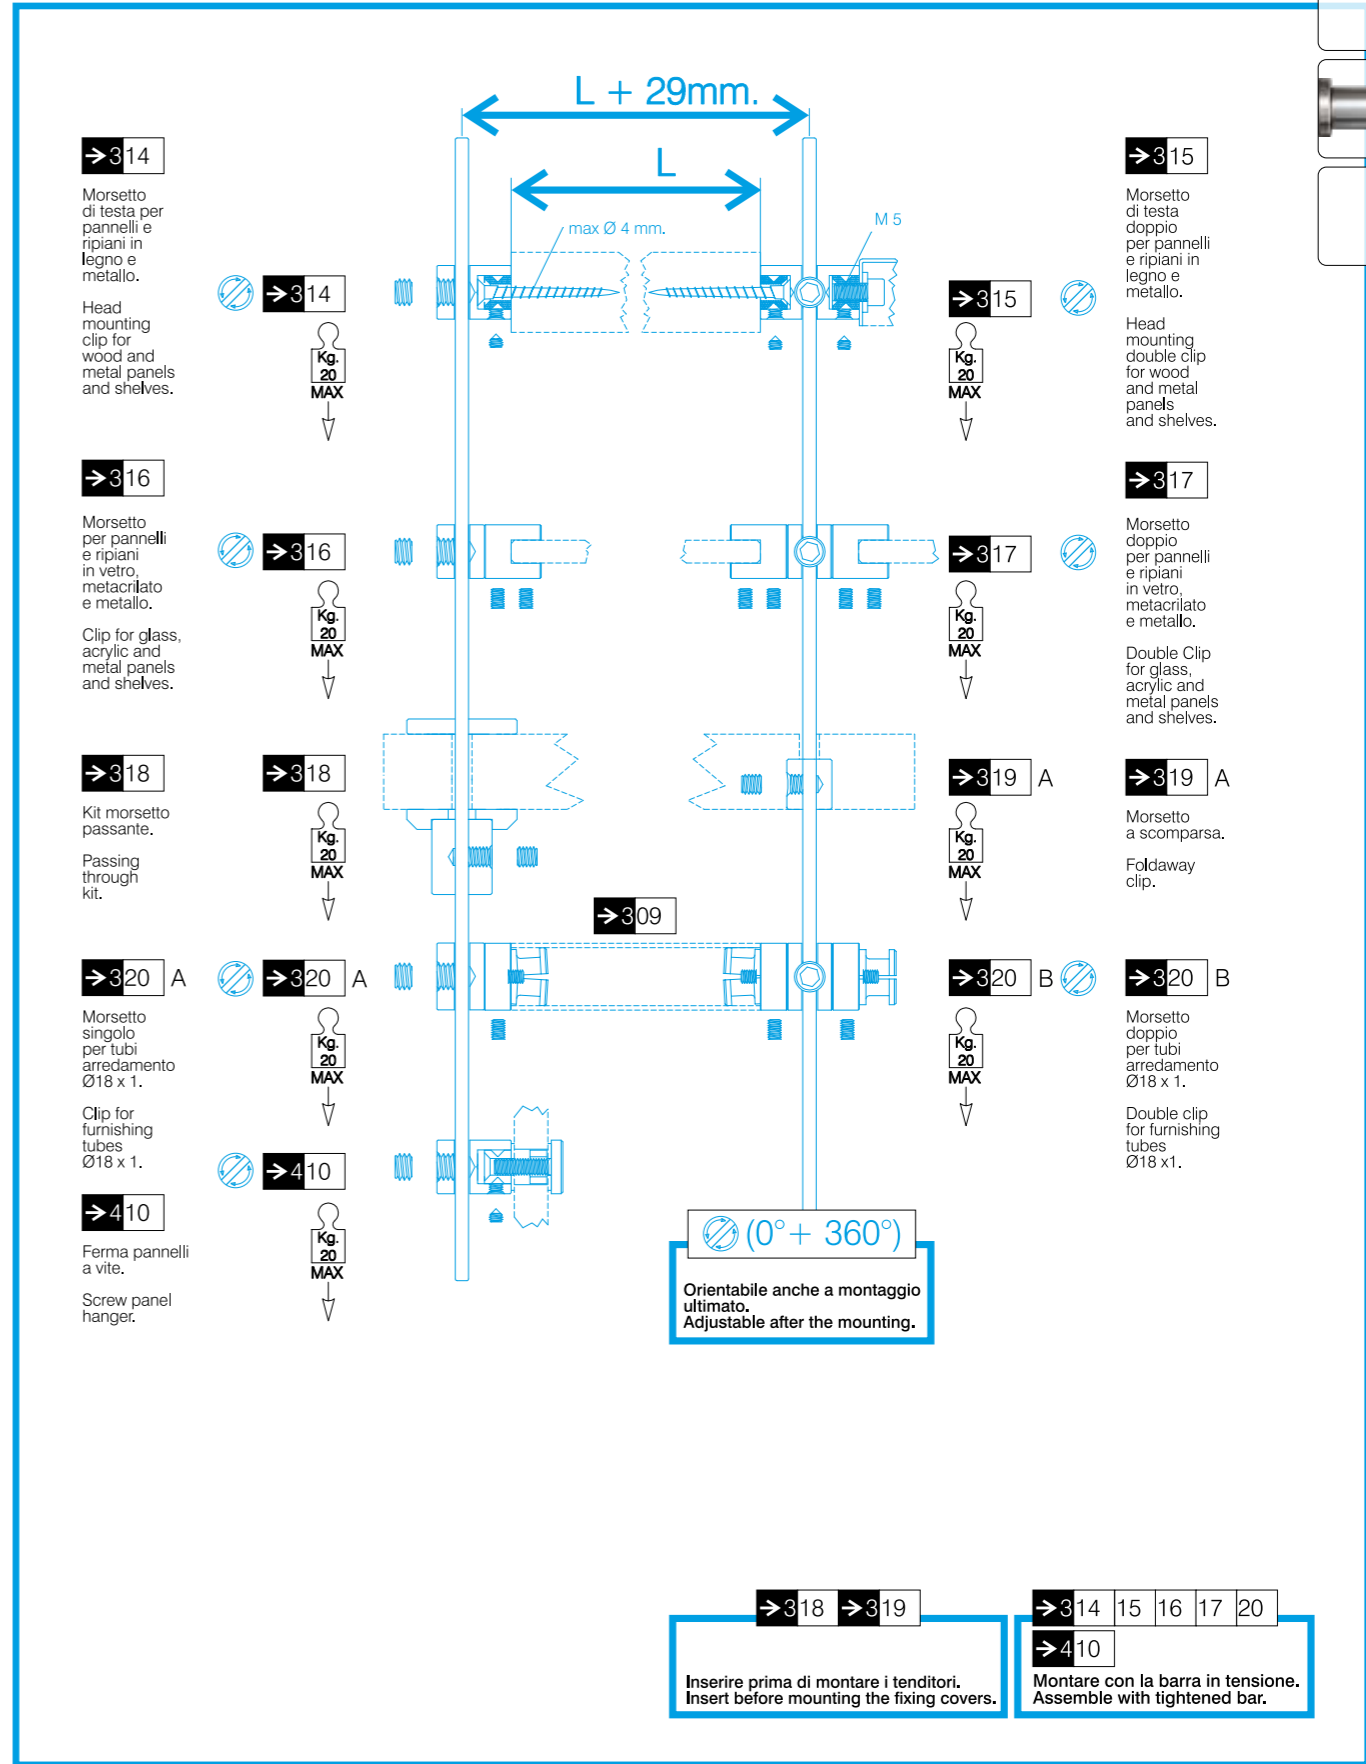 L + 29mm.
L
max Ø 4 mm.
M 5
→314
Morsetto
di testa per
pannelli e
ripiani in
legno e
metallo.
Head
mounting
clip for
wood and
metal panels
and shelves.
→314
Kg.
20
MAX
→315
Kg.
20
MAX
→315
Morsetto
di testa
doppio
per pannelli
e ripiani in
legno e
metallo.
Head
mounting
double clip
for wood
and metal
panels
and shelves.
→316
Morsetto
per pannelli
e ripiani
in vetro,
metacrilato
e metallo.
Clip for glass,
acrylic and
metal panels
and shelves.
→316
Kg.
20
MAX
→317
Kg.
20
MAX
→317
Morsetto
doppio
per pannelli
e ripiani
in vetro,
metacrilato
e metallo.
Double Clip
for glass,
acrylic and
metal panels
and shelves.
→318
Kit morsetto
passante.
Passing
through
kit.
→318
Kg.
20
MAX
→319 A
Kg.
20
MAX
→319 A
Morsetto
a scomparsa.
Foldaway
clip.
→309
→320 A
Morsetto
singolo
per tubi
arredamento
Ø18 x 1.
Clip for
furnishing
tubes
Ø18 x 1.
→320 A
Kg.
20
MAX
→320 B
Kg.
20
MAX
→320 B
Morsetto
doppio
per tubi
arredamento
Ø18 x 1.
Double clip
for furnishing
tubes
Ø18 x1.
→410
Ferma pannelli
a vite.
Screw panel
hanger.
→410
Kg.
20
MAX
(0°+ 360°)
Orientabile anche a montaggio
ultimato.
Adjustable after the mounting.
→318 →319
Inserire prima di montare i tenditori.
Insert before mounting the fixing covers.
→314 15 16 17 20
→410
Montare con la barra in tensione.
Assemble with tightened bar.